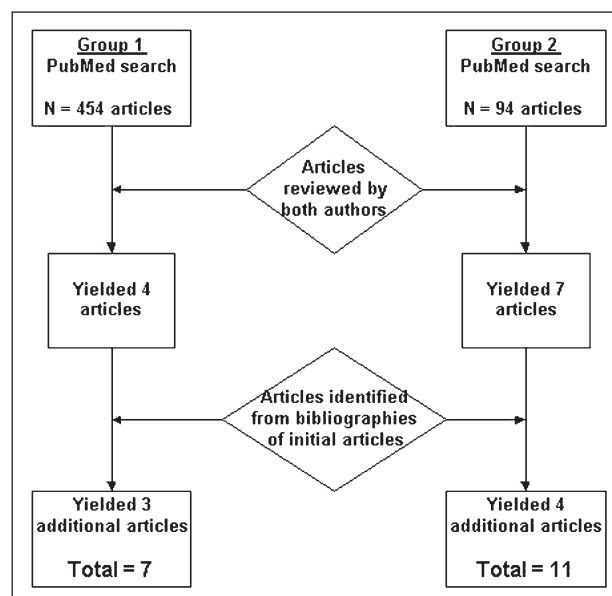 Group 1
PubMed search
N = 454 articles
Group 2
PubMed search
N = 94 articles
Articles
reviewed by
both authors
Yielded 4
articles
Yielded 7
articles
Articles identified
from bibliographies
of initial articles
Yielded 3
additional articles
Total = 7
Yielded 4
additional articles
Total = 11